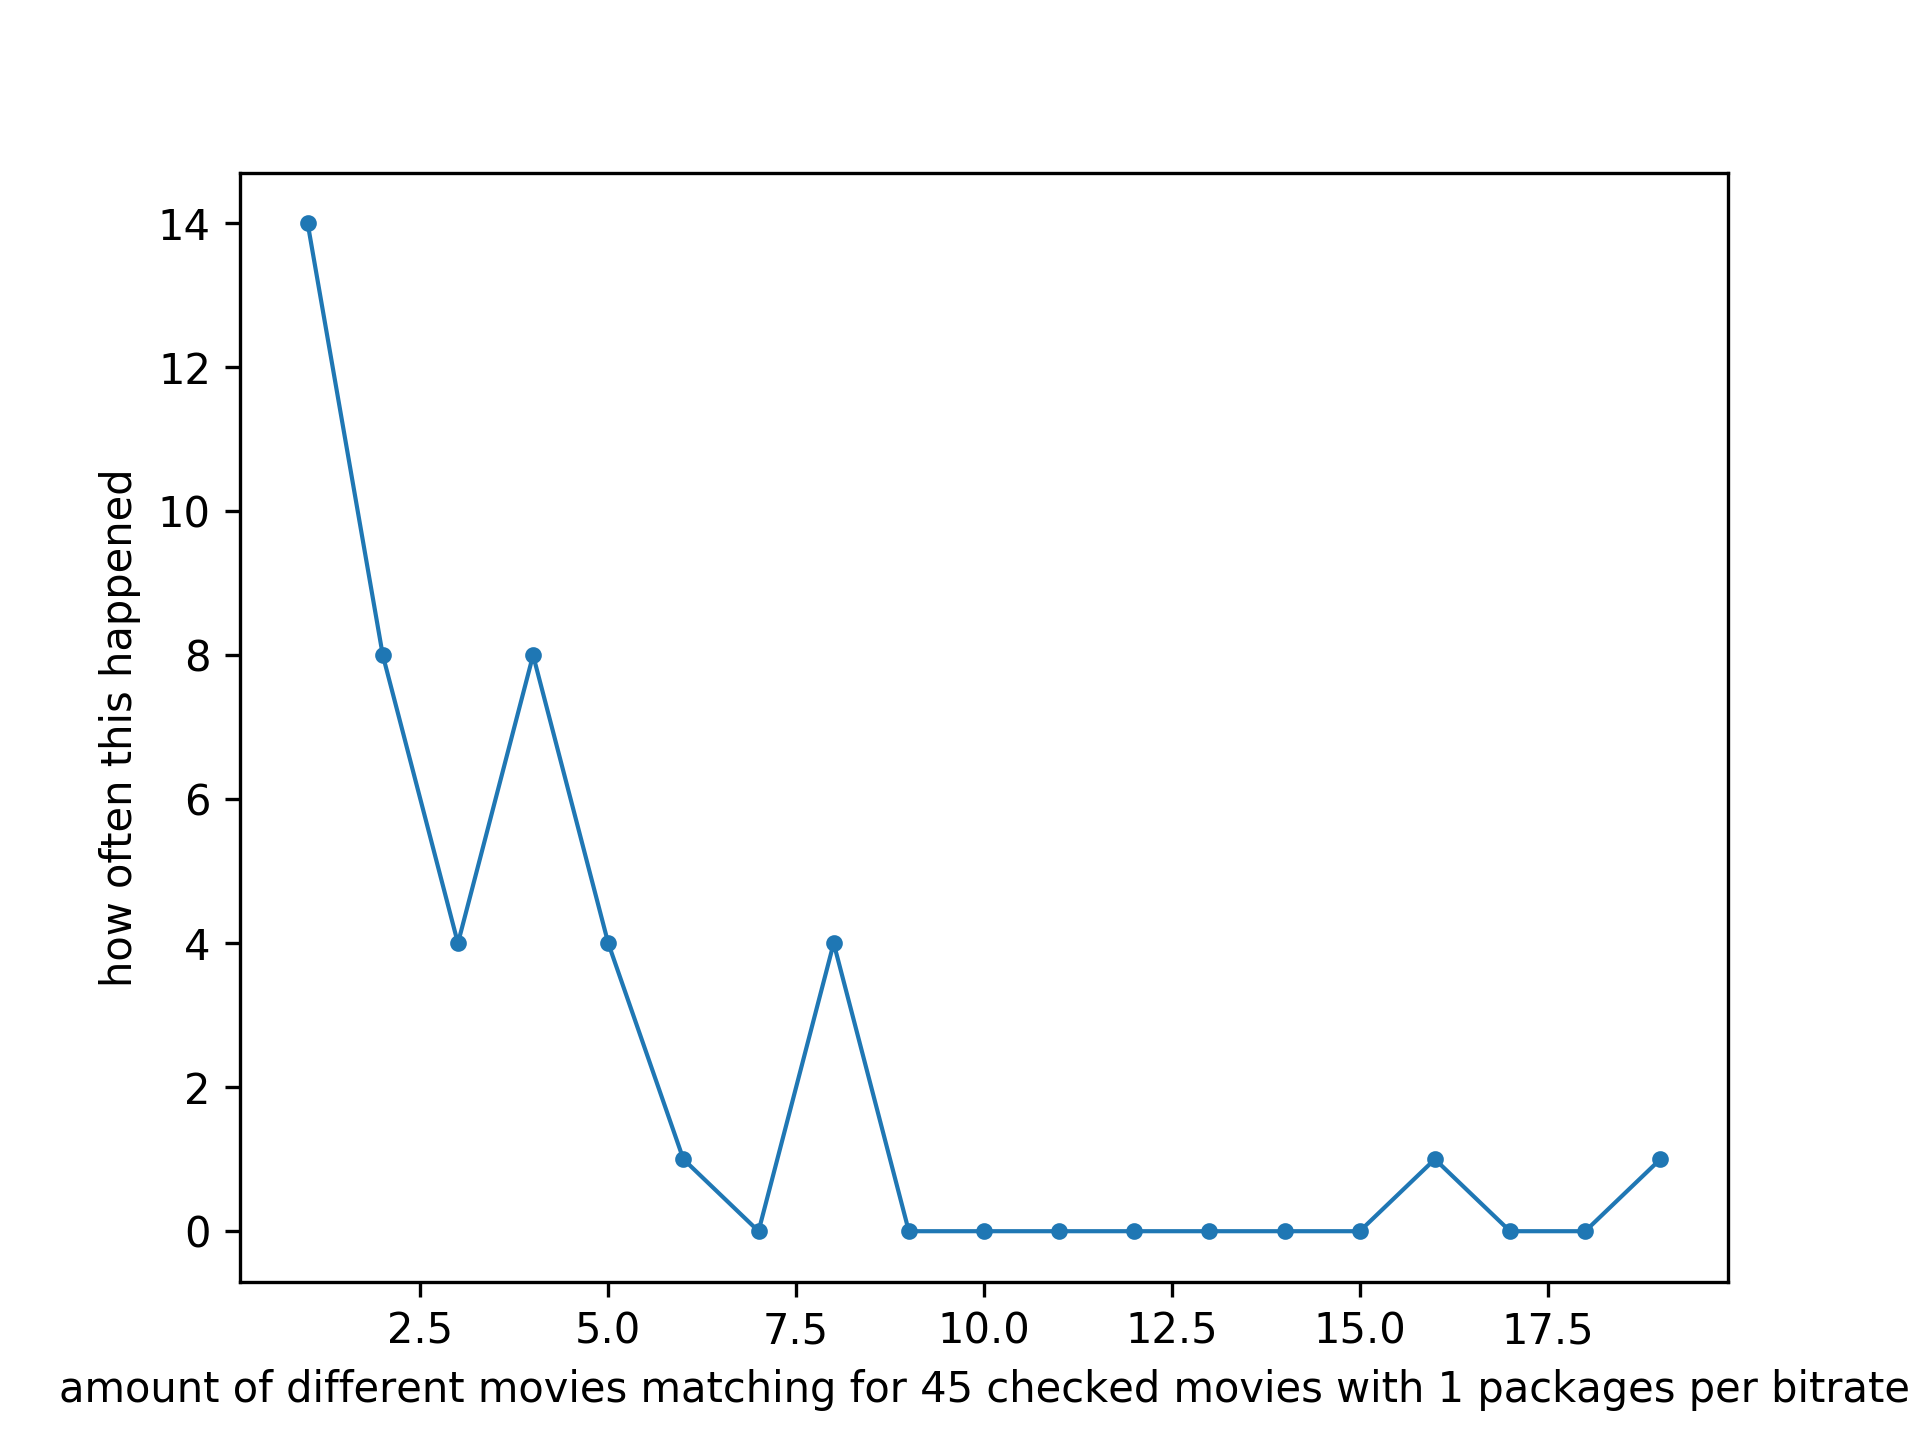 how often this happened
14
12
10
8
6
4
2
0
2.5 5.0 7.5 10.0 12.5 15.0 17.5
amount of different movies matching for 45 checked movies with 1 packages per bitrate